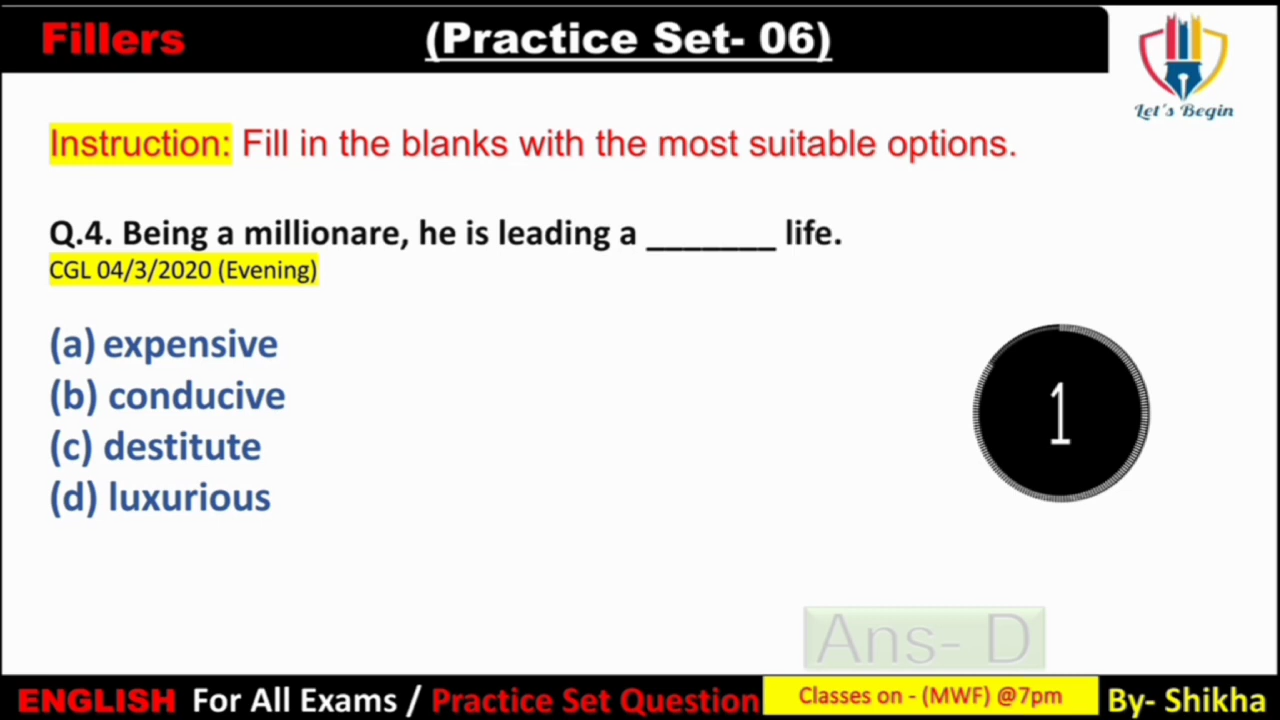 Fillers
(Practice Set- 06)
Let's Begin
Instruction: Fill in the blanks with the most suitable options.
Q.4. Being a millionare, he is leading a _______ life.
CGL 04/3/2020 (Evening)
(a) expensive
(b) conducive
(c) destitute
(d) luxurious
1
Ans- D
ENGLISH For All Exams / Practice Set Question
Classes on - (MWF) @7pm
By- Shikha